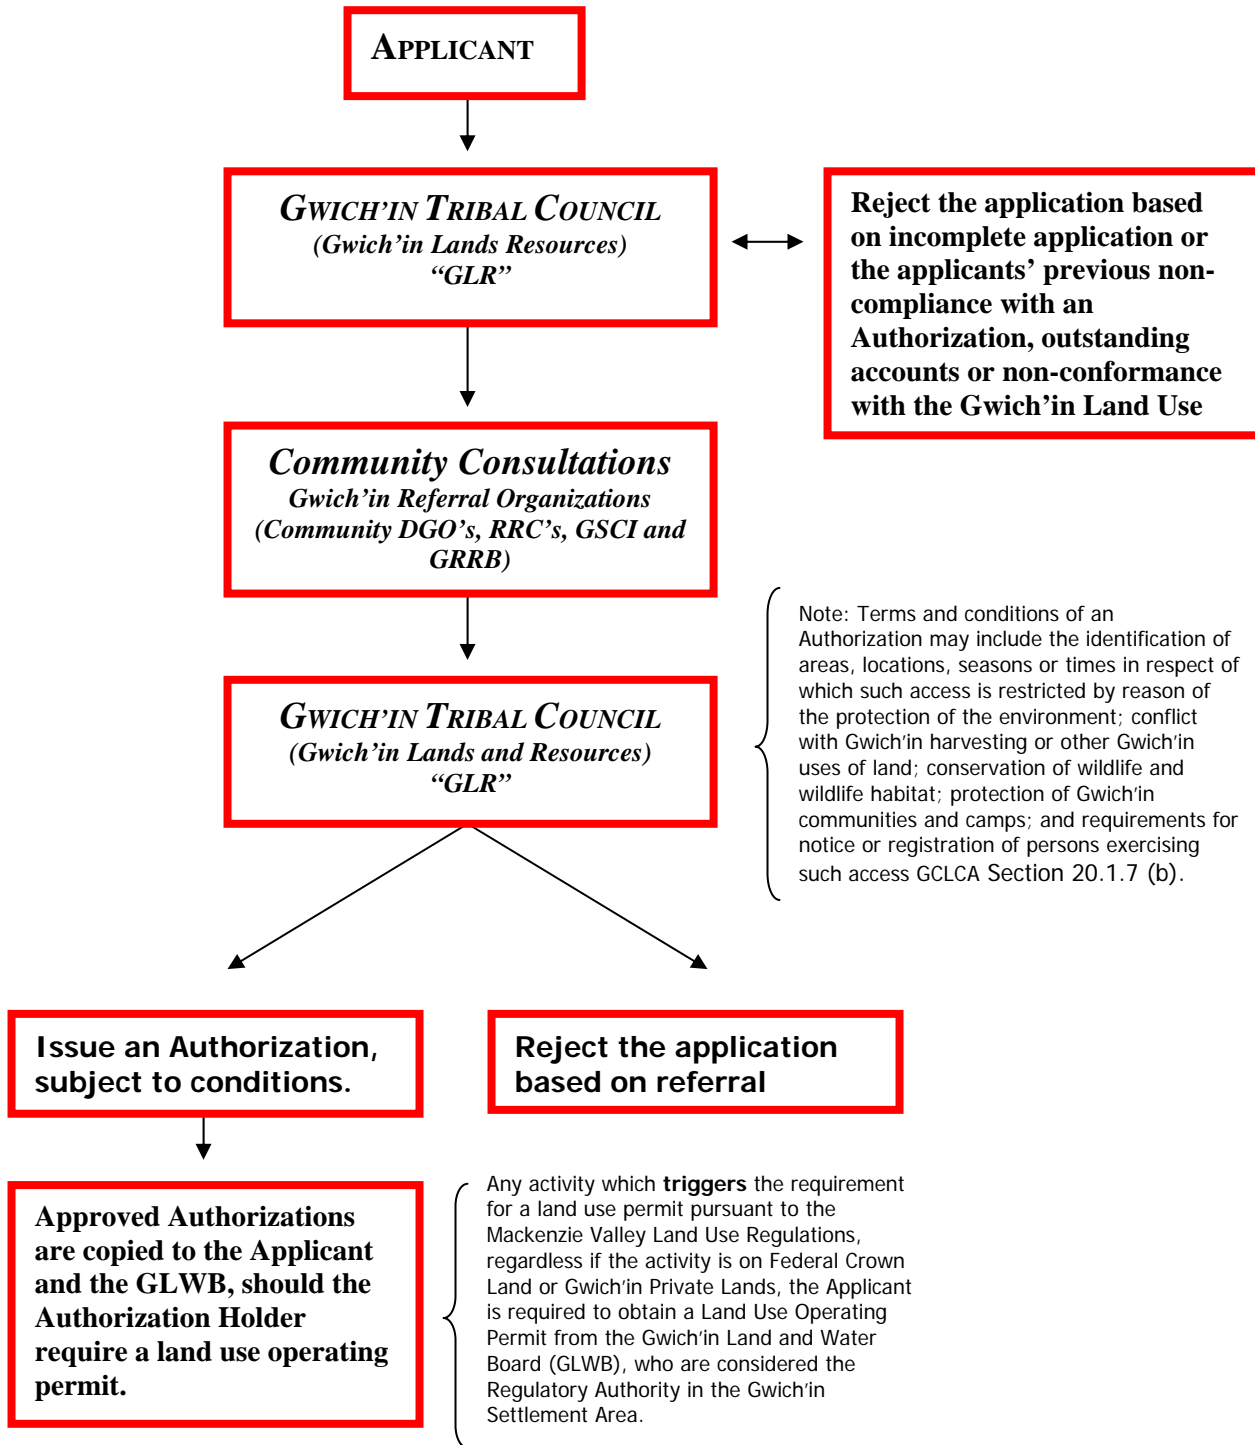 APPLICANT
GWICH’IN TRIBAL COUNCIL
(Gwich’in Lands Resources)
“GLR”
Reject the application based
on incomplete application or
the applicants’ previous non-
compliance with an
Authorization, outstanding
accounts or non-conformance
with the Gwich’in Land Use
Community Consultations
Gwich’in Referral Organizations
(Community DGO’s, RRC’s, GSCI and
GRRB)
GWICH’IN TRIBAL COUNCIL
(Gwich’in Lands and Resources)
“GLR”
Note: Terms and conditions of an
Authorization may include the identification of
areas, locations, seasons or times in respect of
which such access is restricted by reason of
the protection of the environment; conflict
with Gwich’in harvesting or other Gwich’in
uses of land; conservation of wildlife and
wildlife habitat; protection of Gwich’in
communities and camps; and requirements for
notice or registration of persons exercising
such access GCLCA Section 20.1.7 (b).
Issue an Authorization,
subject to conditions.
Reject the application
based on referral
Approved Authorizations
are copied to the Applicant
and the GLWB, should the
Authorization Holder
require a land use operating
permit.
Any activity which triggers the requirement
for a land use permit pursuant to the
Mackenzie Valley Land Use Regulations,
regardless if the activity is on Federal Crown
Land or Gwich’in Private Lands, the Applicant
is required to obtain a Land Use Operating
Permit from the Gwich’in Land and Water
Board (GLWB), who are considered the
Regulatory Authority in the Gwich’in
Settlement Area.